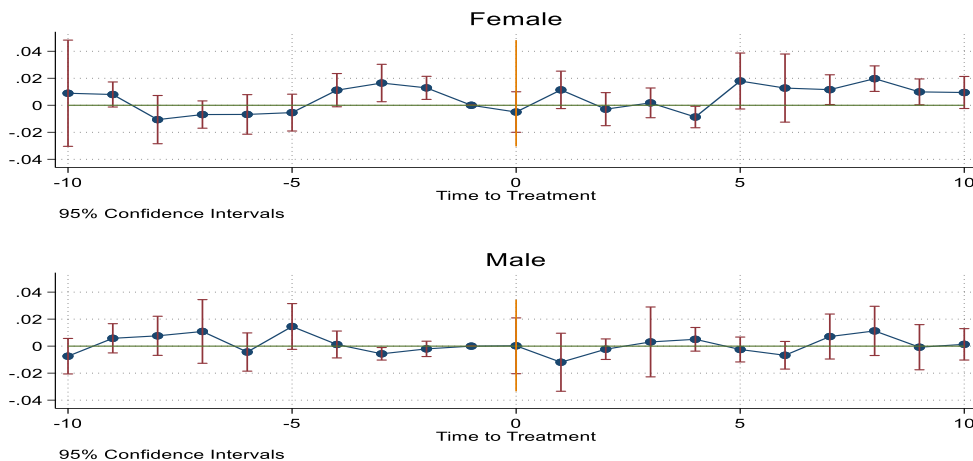 Female
.04
.02
0
-.02
-.04
-10 -5 0 5 10
Time to Treatment
95% Confidence Intervals
Male
.04
.02
0
-.02
-.04
-10 -5 0 5 10
Time to Treatment
95% Confidence Intervals